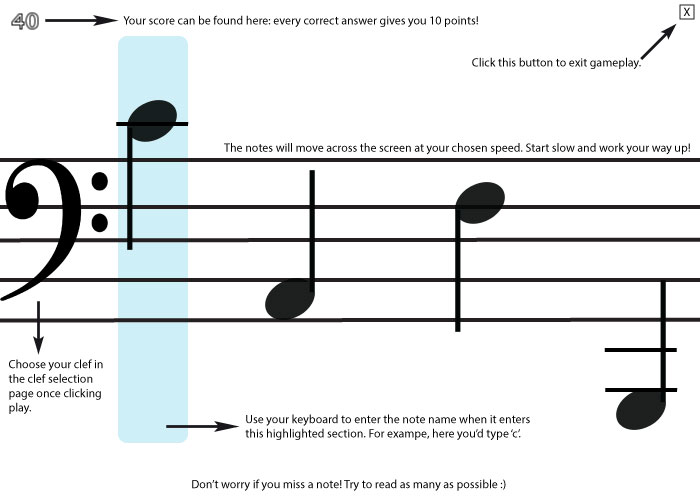 40
Your score can be found here: every correct answer gives you 10 points!
X
Click this button to exit gameplay.
The notes will move across the screen at your chosen speed. Start slow and work your way up!
Choose your clef in
the clef selection
page once clicking
play.
Use your keyboard to enter the note name when it enters
this highlighted section. For exampe, here you'd type 'c'.
Don't worry if you miss a note! Try to read as many as possible :)